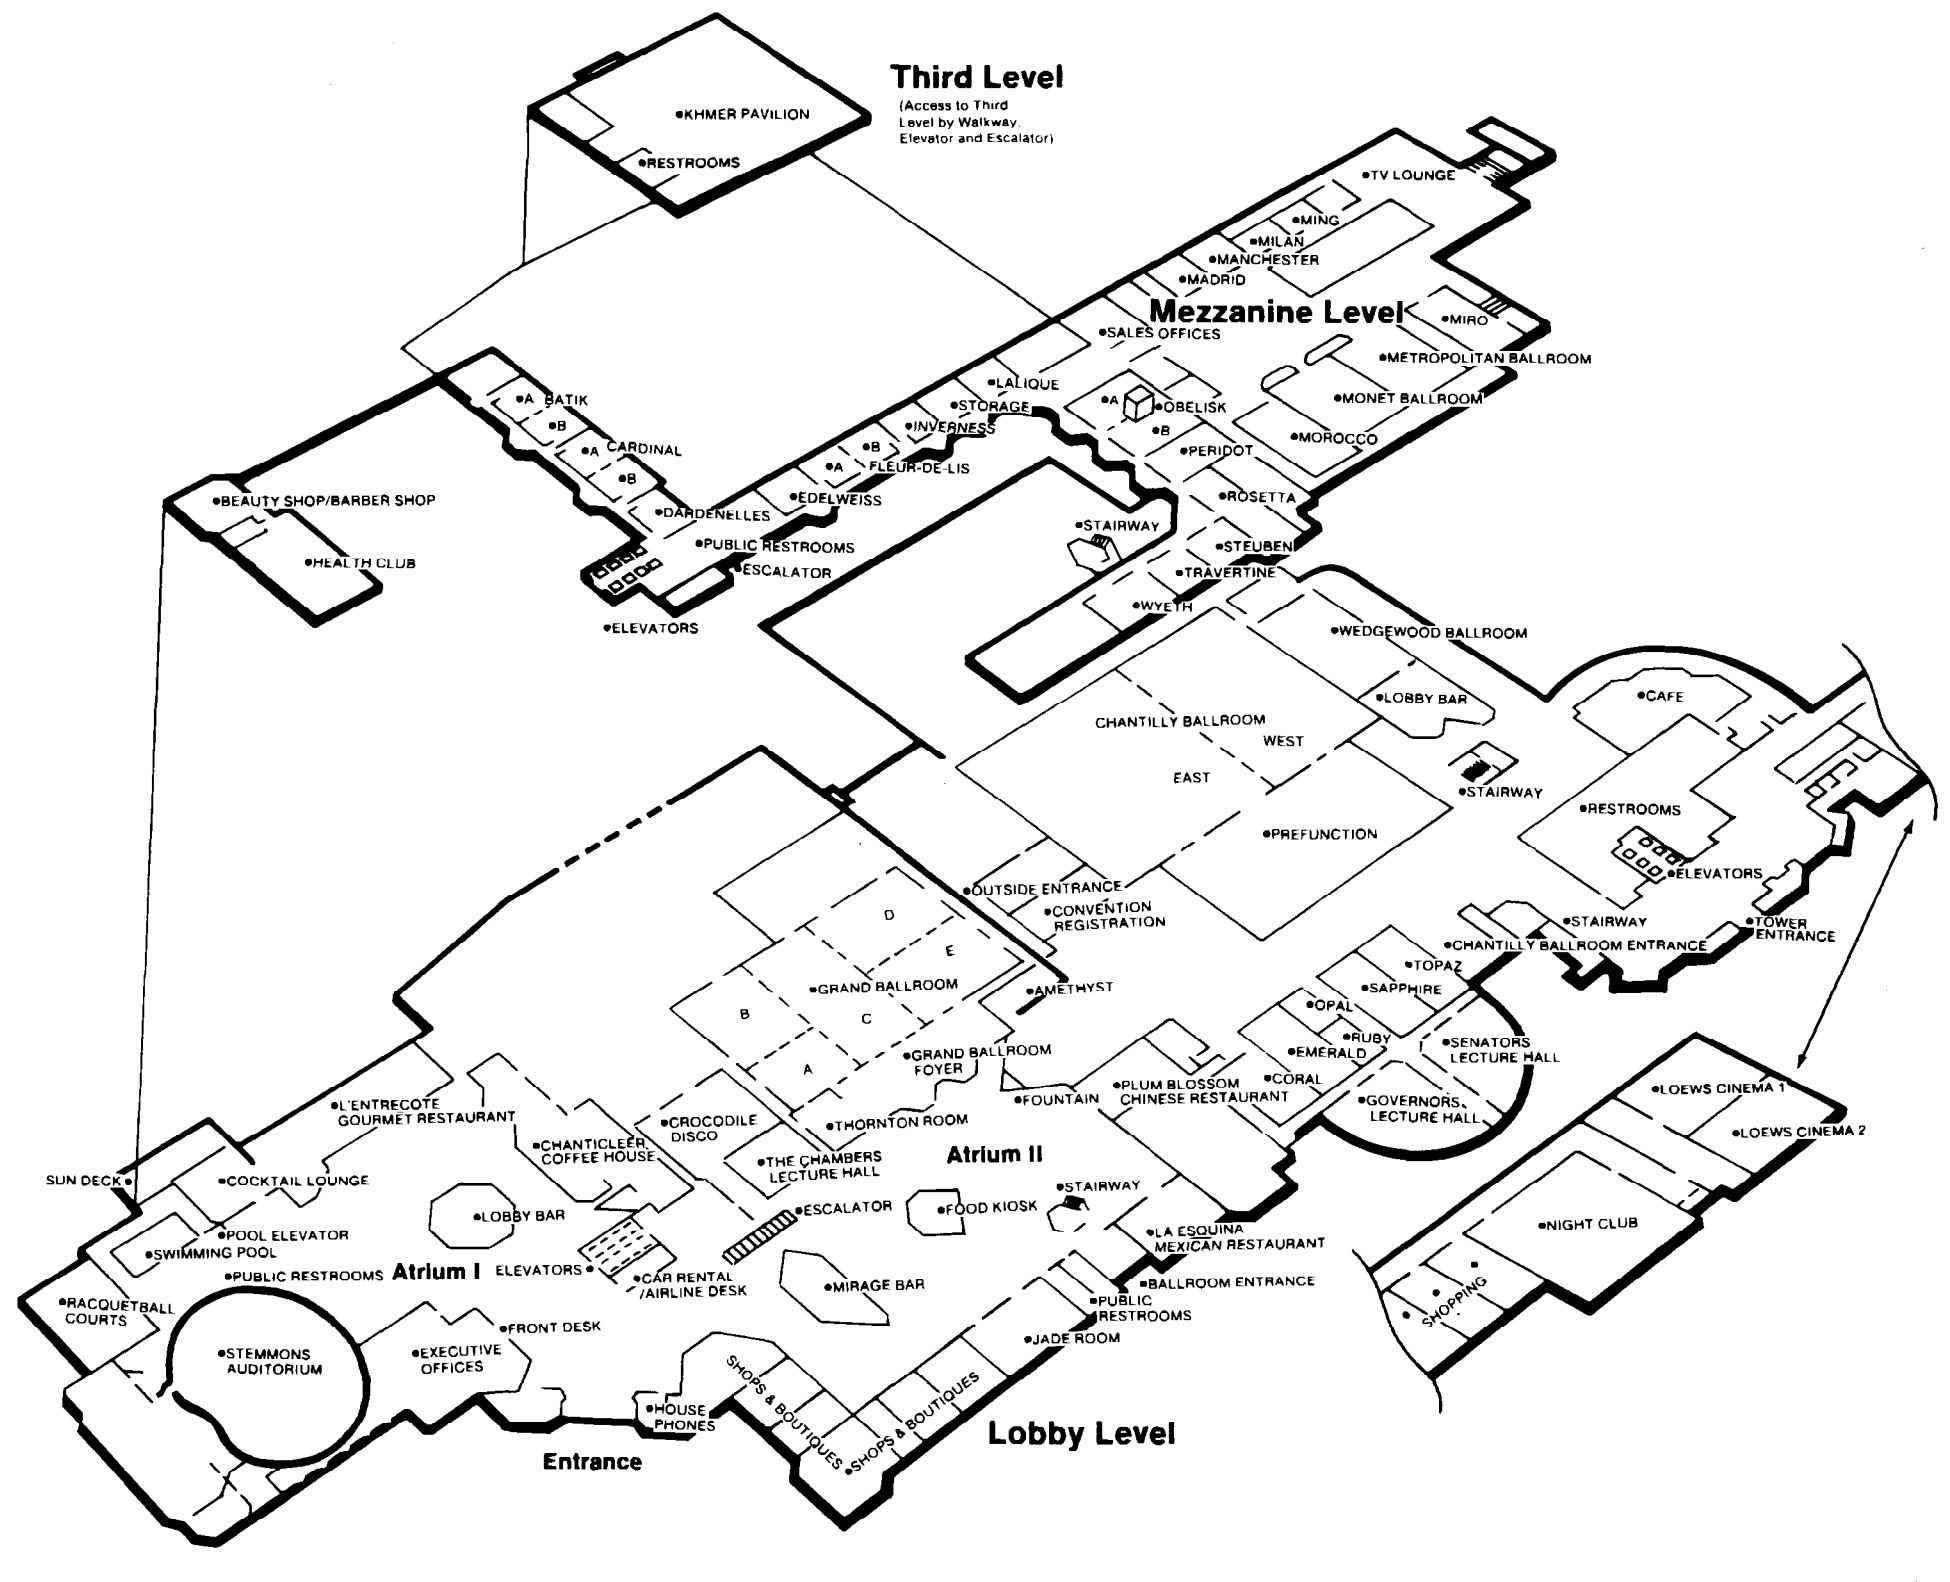 Third Level
(Access to Third
Level by Walkway,
Elevator and Escalator)
KHMER PAVILION
RESTROOMS
TV LOUNGE
MING
MILAN
MANCHESTER
MADRID
Mezzanine Level
SALES OFFICES
MIRO
METROPOLITAN BALLROOM
MONET BALLROOM
MOROCCO
LALIQUE
STORAGE
INVERNESS
A
OBELISK
B
PERIDOT
ROSETTA
STEUBEN
TRAVERTINE
WYETH
STAIRWAY
A BATIK
B
A CARDINAL
B
DARDENELLES
B
A FLEUR-DE-LIS
EDELWEISS
PUBLIC RESTROOMS
ESCALATOR
ELEVATORS
BEAUTY SHOP/BARBER SHOP
HEALTH CLUB
WEDGEWOOD BALLROOM
LOBBY BAR
CAFE
CHANTILLY BALLROOM
WEST
EAST
STAIRWAY
PREFUNCTION
RESTROOMS
ELEVATORS
OUTSIDE ENTRANCE
CONVENTION
REGISTRATION
STAIRWAY
TOWER
ENTRANCE
CHANTILLY BALLROOM ENTRANCE
D
E
GRAND BALLROOM
B
C
A
AMETHYST
TOPAZ
SAPPHIRE
OPAL
RUBY
EMERALD
CORAL
SENATORS
LECTURE HALL
GOVERNORS
LECTURE HALL
GRAND BALLROOM
FOYER
FOUNTAIN
PLUM BLOSSOM
CHINESE RESTAURANT
L'ENTRECOTE
GOURMET RESTAURANT
CHANTICLEER
COFFEE HOUSE
CROCODILE
DISCO
THORNTON ROOM
THE CHAMBERS
LECTURE HALL
Atrium II
LOEWS CINEMA 1
LOEWS CINEMA 2
NIGHT CLUB
SHOPPING
SUN DECK
COCKTAIL LOUNGE
LOBBY BAR
ESCALATOR
FOOD KIOSK
STAIRWAY
POOL ELEVATOR
SWIMMING POOL
LA ESQUINA
MEXICAN RESTAURANT
PUBLIC RESTROOMS
Atrium I
ELEVATORS
CAR RENTAL
/AIRLINE DESK
MIRAGE BAR
BALLROOM ENTRANCE
RACQUETBALL
COURTS
PUBLIC
RESTROOMS
FRONT DESK
JADE ROOM
STEMMONS
AUDITORIUM
EXECUTIVE
OFFICES
SHOPS & BOUTIQUES
SHOPS & BOUTIQUES
HOUSE
PHONES
Lobby Level
Entrance